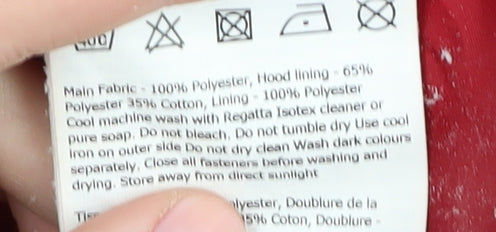 40C
Main Fabric - 100% Polyester, Hood lining - 65%
Polyester 35% Cotton, Lining - 100% Polyester
Cool machine wash with Regatta Isotex cleaner or
pure soap. Do not bleach. Do not tumble dry Use cool
iron on outer side Do not dry clean Wash dark colours
separately. Close all fasteners before washing and
drying. Store away from direct sunlight
Doublure de la
Coton, Doublure -